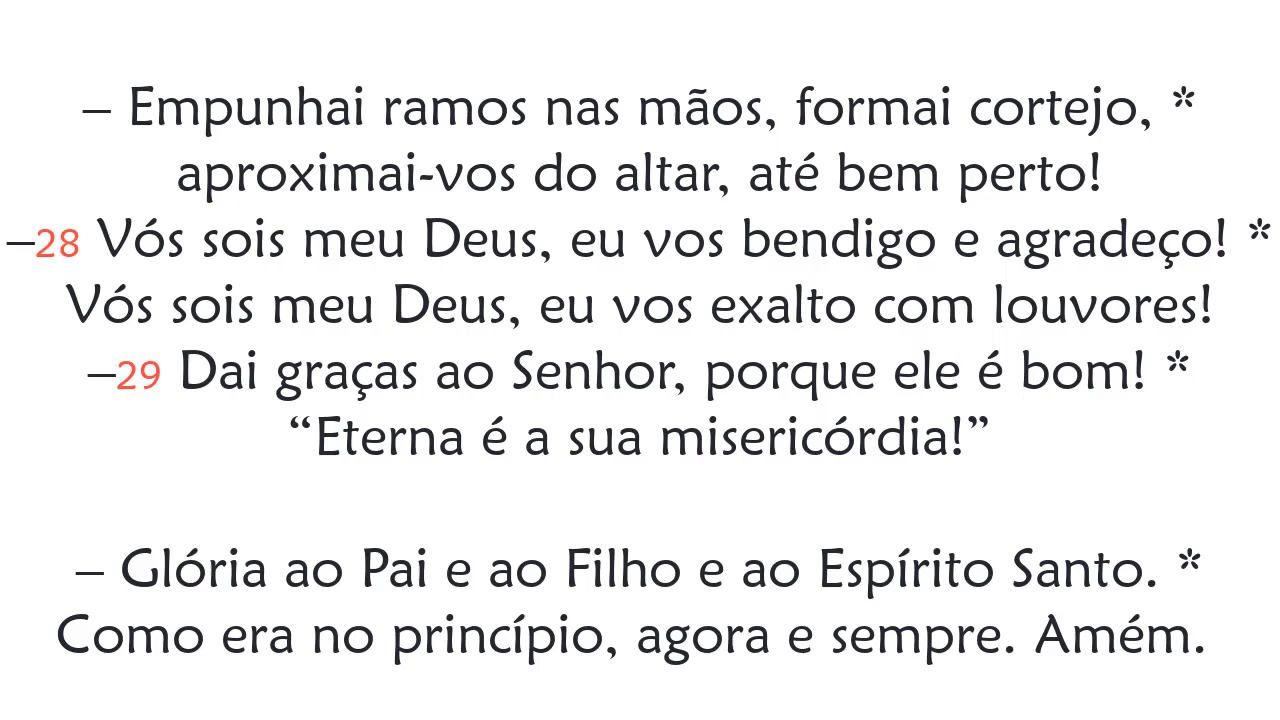 – Empunhai ramos nas mãos, formai cortejo, *
aproximai-vos do altar, até bem perto!
–28 Vós sois meu Deus, eu vos bendigo e agradeço! *
Vós sois meu Deus, eu vos exalto com louvores!
–29 Dai graças ao Senhor, porque ele é bom! *
“Eterna é a sua misericórdia!”
– Glória ao Pai e ao Filho e ao Espírito Santo. *
Como era no princípio, agora e sempre. Amém.